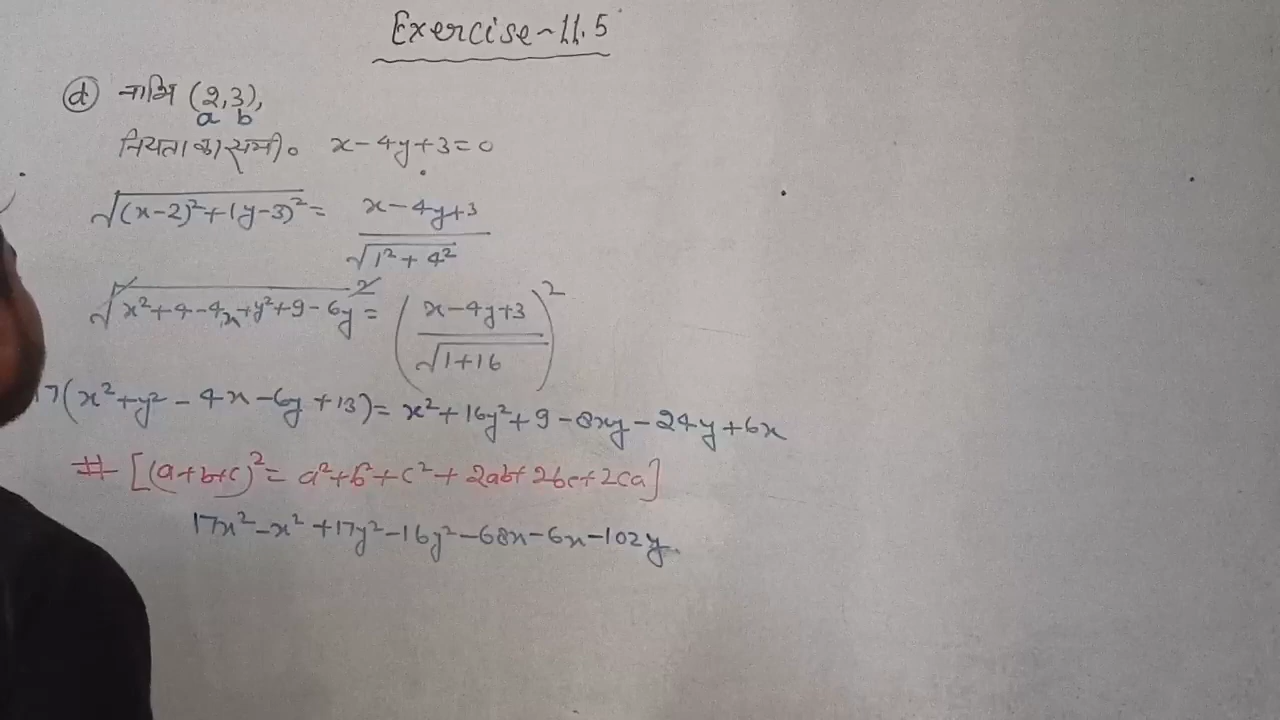 Exercise-11.5
(d) नाभि (2,3),
a b
नियता का समी० x-4y+3=0
√(x-2)²+(y-3)² = x-4y+3 / √1²+4²
√x²+4-4x+y²+9-6y² = (x-4y+3 / √1+16)²
17(x²+y²-4x-6y+13)=x²+16y²+9-8xy-24y+6x
# [(a+b+c)²=a²+b²+c²+2ab+2bc+2ca]
17x²-x²+17y²-16y²-68x-6x-102y